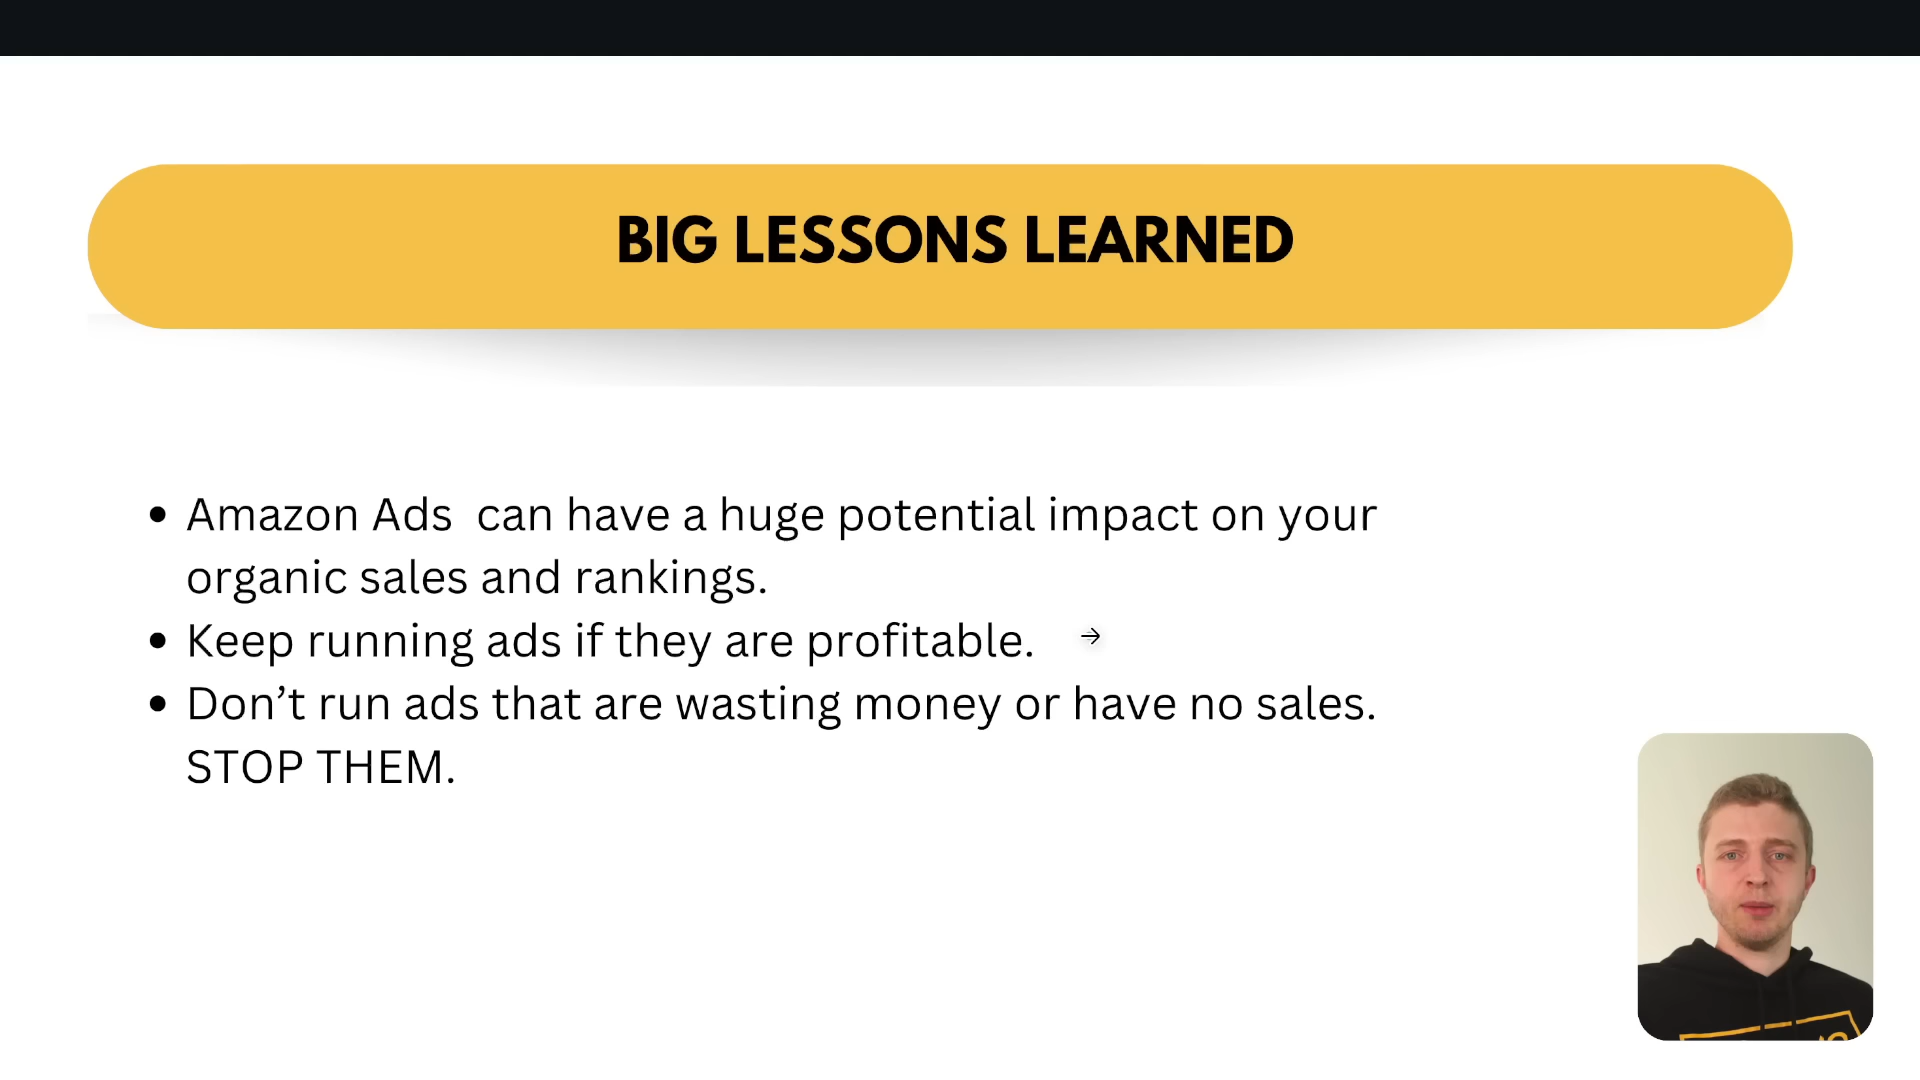 BIG LESSONS LEARNED
• Amazon Ads  can have a huge potential impact on your
organic sales and rankings.
• Keep running ads if they are profitable.
• Don’t run ads that are wasting money or have no sales.
STOP THEM.